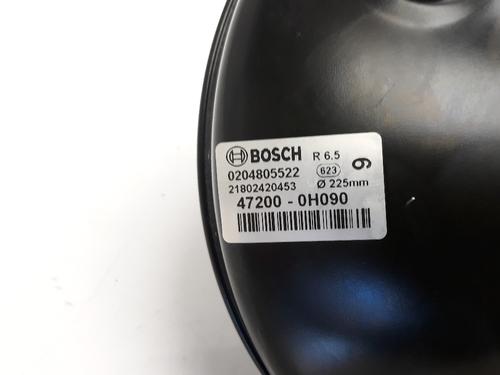 BOSCH R 6.5
0204805522 623
21802420453 Ø 225mm
47200 - 0H090
9